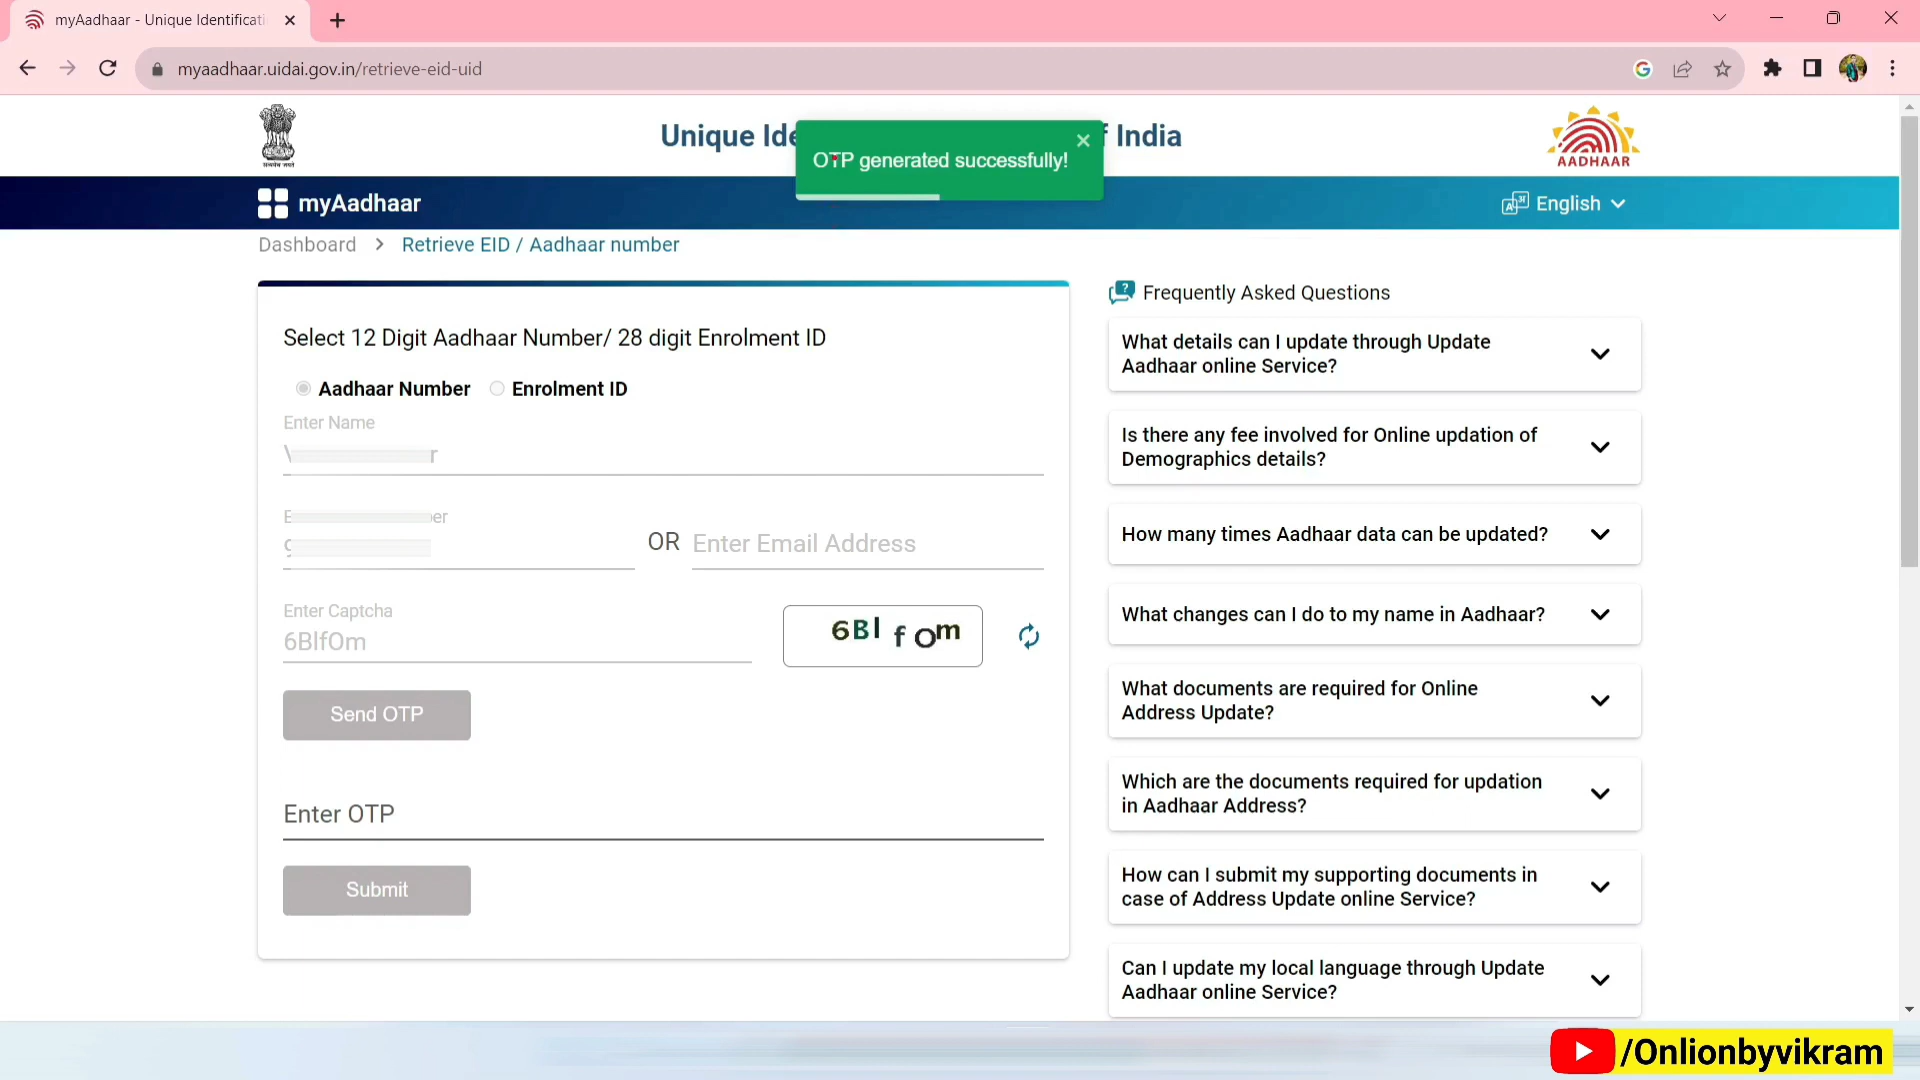 myAadhaar - Unique Identificati
myaadhaar.uidai.gov.in/retrieve-eid-uid
सत्यमेव जयते
Unique Ide
f India
OTP generated successfully!
AADHAAR
myAadhaar
English
Dashboard > Retrieve EID / Aadhaar number
Select 12 Digit Aadhaar Number/ 28 digit Enrolment ID
Aadhaar Number
Enrolment ID
Enter Name
OR
Enter Email Address
Enter Captcha
6BlfOm
6BlfOm
Send OTP
Enter OTP
Submit
Frequently Asked Questions
What details can I update through Update
Aadhaar online Service?
Is there any fee involved for Online updation of
Demographics details?
How many times Aadhaar data can be updated?
What changes can I do to my name in Aadhaar?
What documents are required for Online
Address Update?
Which are the documents required for updation
in Aadhaar Address?
How can I submit my supporting documents in
case of Address Update online Service?
Can I update my local language through Update
Aadhaar online Service?
/Onlionbyvikram